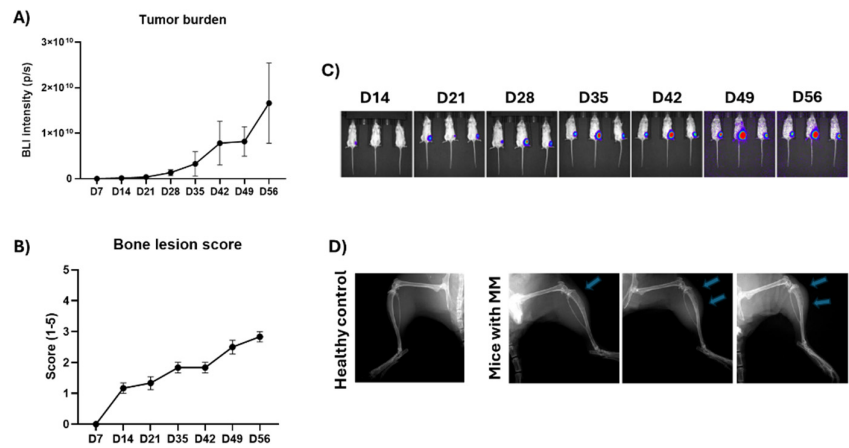 A)
Tumor burden
BLI intensity (p/s)
3×10¹⁰
2×10¹⁰
1×10¹⁰
0
D7 D14 D21 D28 D35 D42 D49 D56
B)
Bone lesion score
Score (1-5)
5
4
3
2
1
0
D7 D14 D21 D35 D42 D49 D56
C)
D14 D21 D28 D35 D42 D49 D56
D)
Healthy control
Mice with MM